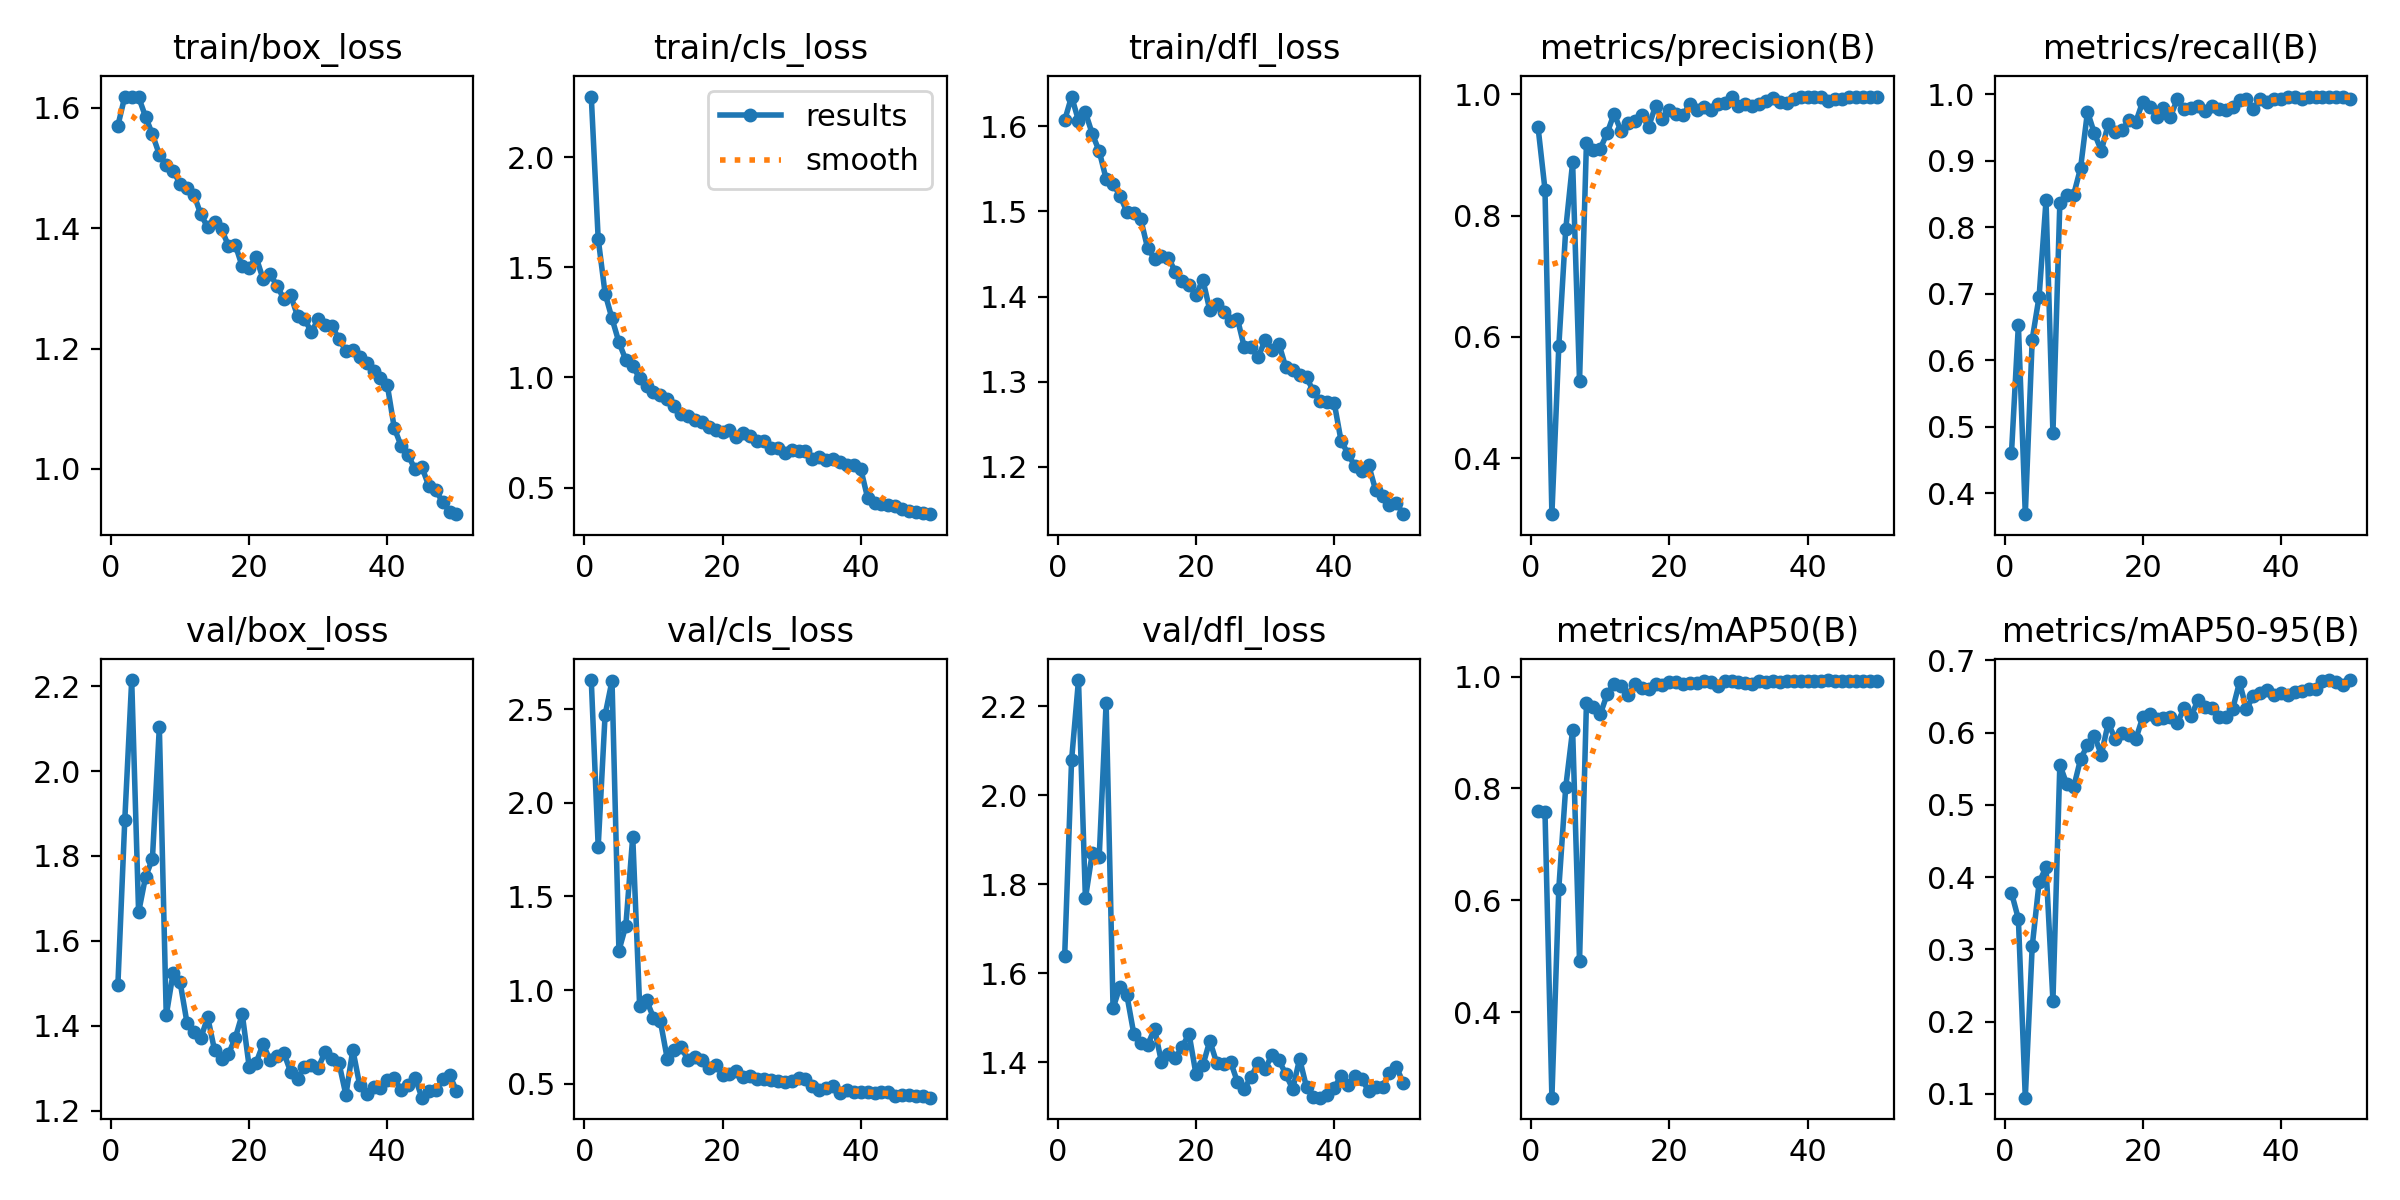 train/box_loss
1.6
1.4
1.2
1.0
0 20 40
train/cls_loss
results
smooth
2.0
1.5
1.0
0.5
0 20 40
train/dfl_loss
1.6
1.5
1.4
1.3
1.2
0 20 40
metrics/precision(B)
1.0
0.8
0.6
0.4
0 20 40
metrics/recall(B)
1.0
0.9
0.8
0.7
0.6
0.5
0.4
0 20 40
val/box_loss
2.2
2.0
1.8
1.6
1.4
1.2
0 20 40
val/cls_loss
2.5
2.0
1.5
1.0
0.5
0 20 40
val/dfl_loss
2.2
2.0
1.8
1.6
1.4
0 20 40
metrics/mAP50(B)
1.0
0.8
0.6
0.4
0 20 40
metrics/mAP50-95(B)
0.7
0.6
0.5
0.4
0.3
0.2
0.1
0 20 40